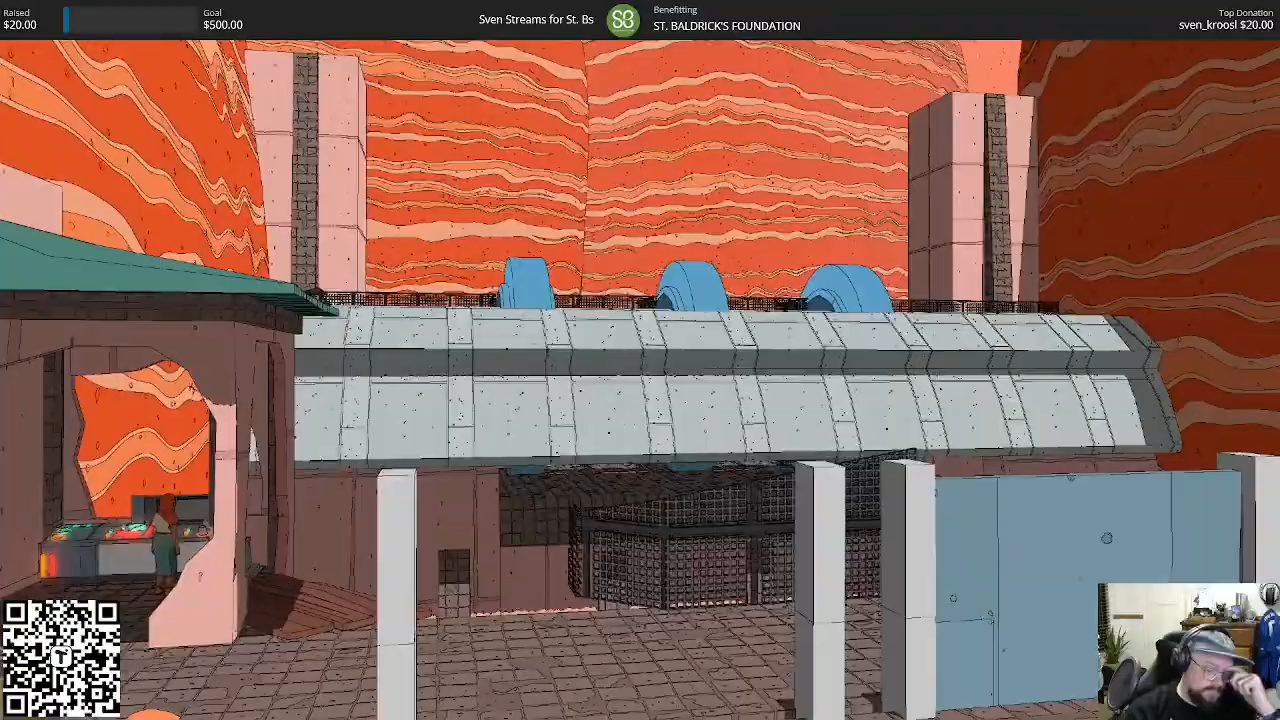 Raised
$20.00
Goal
$500.00
Sven Streams for St. Bs
SB
Benefitting
ST. BALDRICK'S FOUNDATION
Top Donation
sven_kroosl $20.00